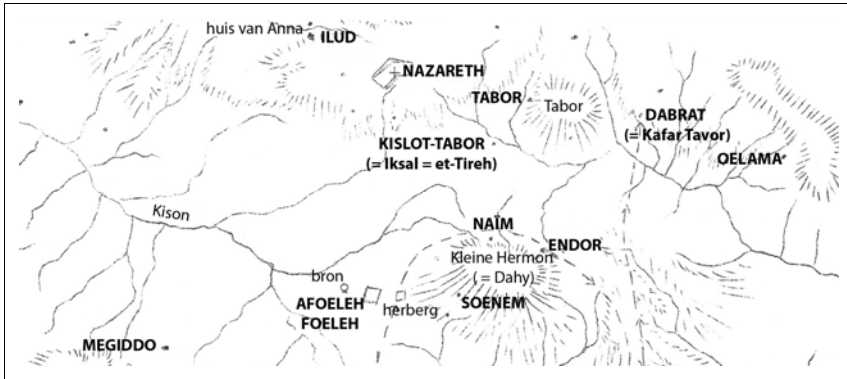 huis van Anna
ILUD
NAZARETH
TABOR
Tabor
DABRAT
(= Kafar Tavor)
KISLOT-TABOR
(= Iksal = et-Tireh)
OELAMA
Kison
NAÏM
ENDOR
Kleine Hermon
(= Dahy)
bron
AFOELEH
FOELEH
herberg
SOENEM
MEGIDDO